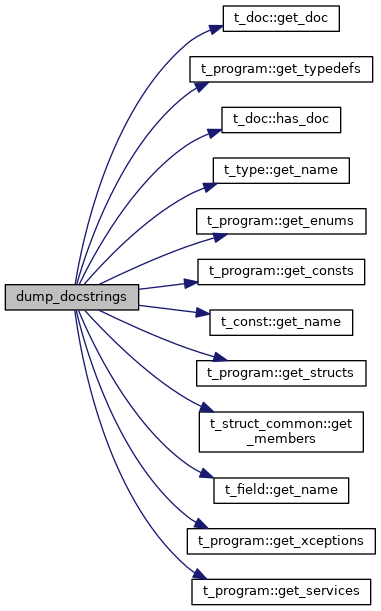 t_doc::get_doc
t_program::get_typedefs
t_doc::has_doc
t_type::get_name
t_program::get_enums
t_program::get_consts
dump_docstrings
t_const::get_name
t_program::get_structs
t_struct_common::get
_members
t_field::get_name
t_program::get_xceptions
t_program::get_services